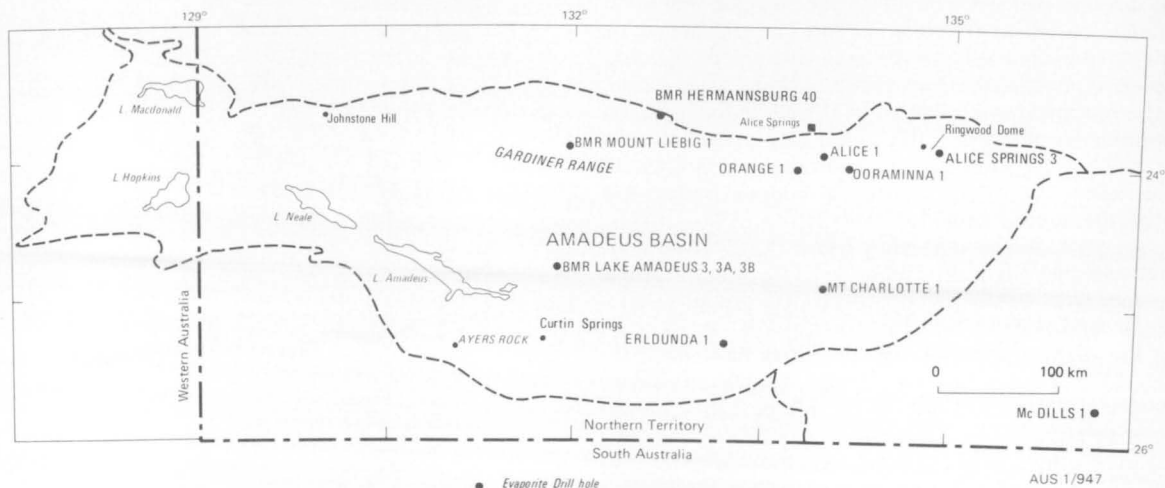 129°
132°
135°
L. Macdonald
Johnstone Hill
BMR HERMANNSBURG 40
Alice Springs
Ringwood Dome
BMR MOUNT LIEBIG 1
GARDINER RANGE
ALICE 1
ALICE SPRINGS 3
ORANGE 1
OORAMINNA 1
24°
L. Hopkins
L. Neale
AMADEUS BASIN
BMR LAKE AMADEUS 3, 3A, 3B
L. Amadeus
MT CHARLOTTE 1
Western Australia
Curtin Springs
AYERS ROCK
ERLDUNDA 1
0 100 km
Mc DILLS 1
Northern Territory
South Australia
26°
Evaporite Drill hole
AUS 1/947